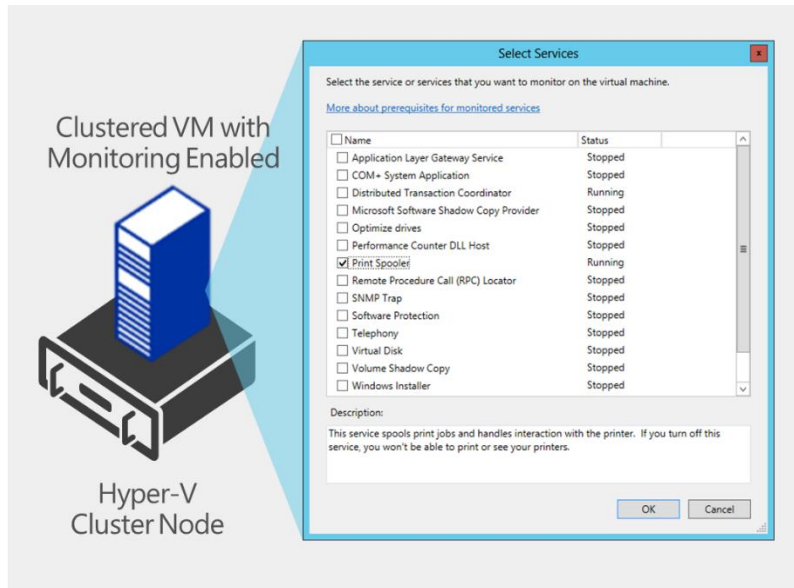 Clustered VM with
Monitoring Enabled
Hyper-V
Cluster Node
Select Services
x
Select the service or services that you want to monitor on the virtual machine.
More about prerequisites for monitored services
Name Status
Application Layer Gateway Service Stopped
COM+ System Application Stopped
Distributed Transaction Coordinator Running
Microsoft Software Shadow Copy Provider Stopped
Optimize drives Stopped
Performance Counter DLL Host Stopped
Print Spooler Running
Remote Procedure Call (RPC) Locator Stopped
SNMP Trap Stopped
Software Protection Stopped
Telephony Stopped
Virtual Disk Stopped
Volume Shadow Copy Stopped
Windows Installer Stopped
Description:
This service spools print jobs and handles interaction with the printer. If you turn off this
service, you won't be able to print or see your printers.
OK Cancel